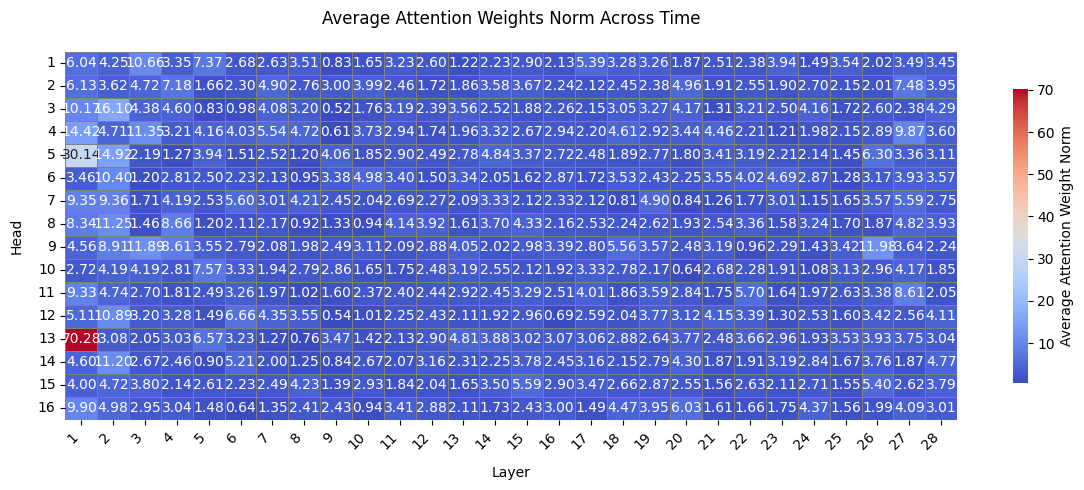 Average Attention Weights Norm Across Time
1 6.04 4.25 10.66 3.35 7.37 2.68 2.63 3.51 0.83 1.65 3.23 2.60 1.22 2.23 2.90 2.13 5.39 3.28 3.26 1.87 2.51 2.38 3.94 1.49 3.54 2.02 3.49 3.45
2 6.13 3.62 4.72 7.18 1.66 2.30 4.90 2.76 3.00 3.99 2.46 1.72 1.86 3.58 3.67 2.24 2.12 2.45 2.38 4.96 1.91 2.55 1.90 2.70 2.15 2.01 7.48 3.95
3 10.17 16.10 4.38 4.60 0.83 0.98 4.08 3.20 0.52 1.76 3.19 2.39 3.56 2.52 1.88 2.26 2.15 3.05 3.27 4.17 1.31 3.21 2.50 4.16 1.72 2.60 2.38 4.29
4 14.42 4.71 11.35 3.21 4.16 4.03 5.54 4.72 0.61 3.73 2.94 1.74 1.96 3.32 2.67 2.94 2.20 4.61 2.92 3.44 4.46 2.21 1.21 1.98 2.15 2.89 9.87 3.60
5 30.14 14.92 2.19 1.27 3.94 1.51 2.52 1.20 4.06 1.85 2.90 2.49 2.78 4.84 3.37 2.72 2.48 1.89 2.77 1.80 3.41 3.19 2.21 2.14 1.45 6.30 3.36 3.11
6 3.46 10.40 1.20 2.81 2.50 2.23 2.13 0.95 3.38 4.98 3.40 1.50 3.34 2.05 1.62 2.87 1.72 3.53 2.43 2.25 3.55 4.02 4.69 2.87 1.28 3.17 3.93 3.57
7 9.35 9.36 1.71 4.19 2.53 5.60 3.01 4.21 2.45 2.04 2.69 2.27 2.09 3.33 2.12 2.33 2.12 0.81 4.90 0.84 1.26 1.77 3.01 1.15 1.65 3.57 5.59 2.75
8 8.34 11.25 1.46 8.66 1.20 2.11 2.17 0.92 1.33 0.94 4.14 3.92 1.61 3.70 4.33 2.16 2.53 2.24 2.62 1.93 2.54 3.36 1.58 3.24 1.70 1.87 4.82 3.93
9 4.56 8.91 11.89 8.61 3.55 2.79 2.08 1.98 2.49 3.11 2.09 2.88 4.05 2.02 2.98 3.39 2.80 5.56 3.57 2.48 3.19 0.96 2.29 1.43 3.42 11.98 3.64 2.24
10 2.72 4.19 4.19 2.81 7.57 3.33 1.94 2.79 2.86 1.65 1.75 2.48 3.19 2.55 2.12 1.92 3.33 2.78 2.17 0.64 2.68 2.28 1.91 1.08 3.13 2.96 4.17 1.85
11 9.33 4.74 2.70 1.81 2.49 3.26 1.97 1.02 1.60 2.37 2.40 2.44 2.92 2.45 3.29 2.51 4.01 1.86 3.59 2.84 1.75 5.70 1.64 1.97 2.63 3.38 8.61 2.05
12 5.11 10.89 3.20 3.28 1.49 6.66 4.35 3.55 0.54 1.01 2.25 2.43 2.11 1.92 2.96 0.69 2.59 2.04 3.77 3.12 4.15 3.39 1.30 2.53 1.60 3.42 2.56 4.11
13 70.28 3.08 2.05 3.03 6.57 3.23 1.27 0.76 3.47 1.42 2.13 2.90 4.81 3.88 3.02 3.07 3.06 2.88 2.64 3.77 2.48 3.66 2.96 1.93 3.53 3.93 3.75 3.04
14 4.60 11.20 2.67 2.46 0.90 5.21 2.00 1.25 0.84 2.67 2.07 3.16 2.31 2.25 3.78 2.45 3.16 2.15 2.79 4.30 1.87 1.91 3.19 2.84 1.67 3.76 1.87 4.77
15 4.00 4.72 3.80 2.14 2.61 2.23 2.49 4.23 1.39 2.93 1.84 2.04 1.65 3.50 5.59 2.90 3.47 2.66 2.87 2.55 1.56 2.63 2.11 2.71 1.55 5.40 2.62 3.79
16 9.90 4.98 2.95 3.04 1.48 0.64 1.35 2.41 2.43 0.94 3.41 2.88 2.11 1.73 2.43 3.00 1.49 4.47 3.95 6.03 1.61 1.66 1.75 4.37 1.56 1.99 4.09 3.01
1 2 3 4 5 6 7 8 9 10 11 12 13 14 15 16 17 18 19 20 21 22 23 24 25 26 27 28
Layer
Head
70
60
50
40
30
20
10
Average Attention Weight Norm